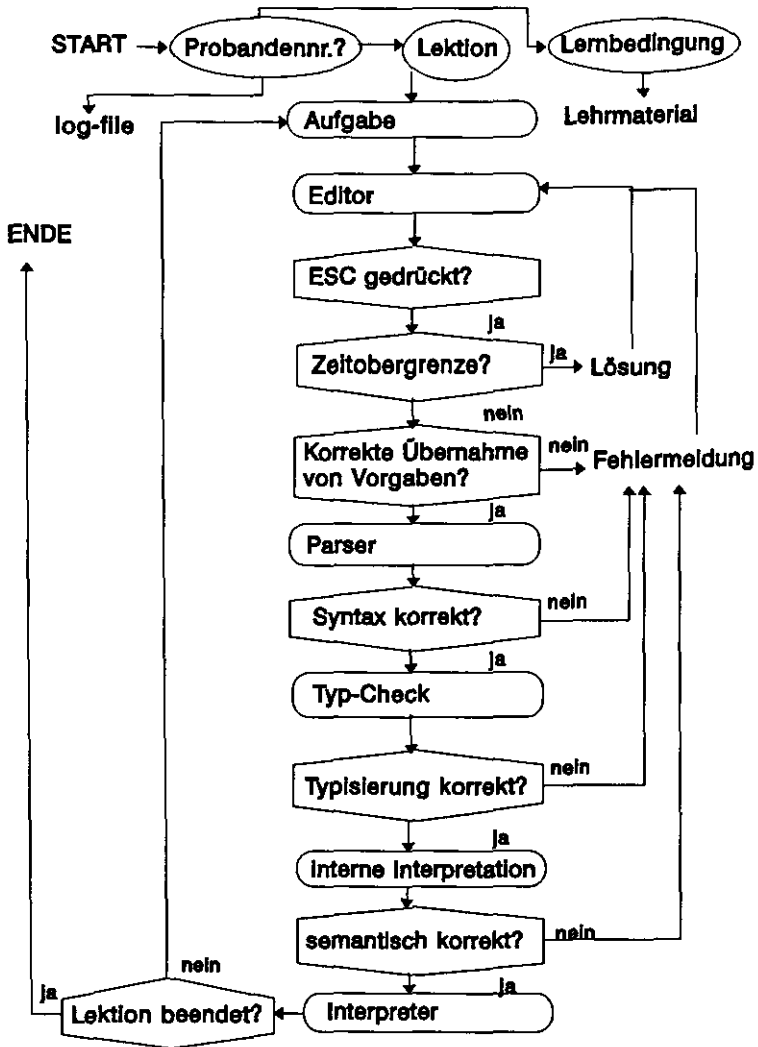 START
Probandennr.?
Lektion
Lernbedingung
log-file
Lehrmaterial
Aufgabe
Editor
ENDE
ESC gedrückt?
ja
Zeitobergrenze?
ja
Lösung
nein
Korrekte Übernahme
von Vorgaben?
nein
Fehlermeldung
ja
Parser
Syntax korrekt?
nein
ja
Typ-Check
Typisierung korrekt?
nein
ja
interne Interpretation
semantisch korrekt?
nein
ja
Interpreter
nein
ja
Lektion beendet?